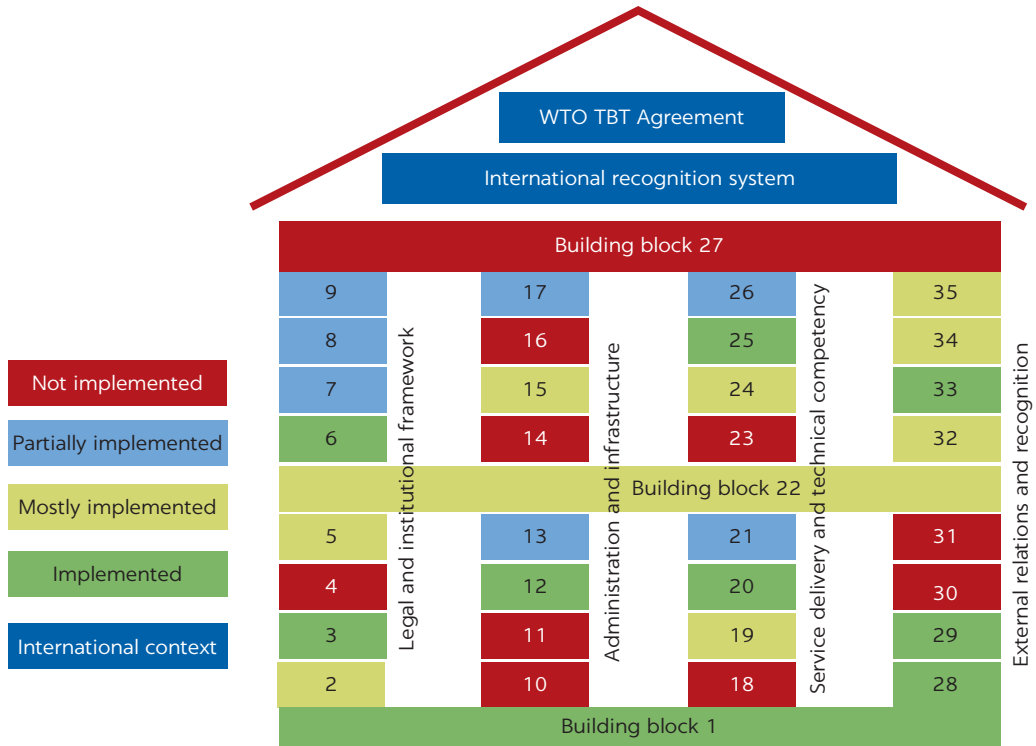 WTO TBT Agreement
International recognition system
Building block 27
9
17
26
35
8
16
25
34
7
15
24
33
6
14
23
32
Building block 22
5
13
21
31
4
12
20
30
3
11
19
29
2
10
18
28
Building block 1
Legal and institutional framework
Administration and infrastructure
Service delivery and technical competency
External relations and recognition
Not implemented
Partially implemented
Mostly implemented
Implemented
International context